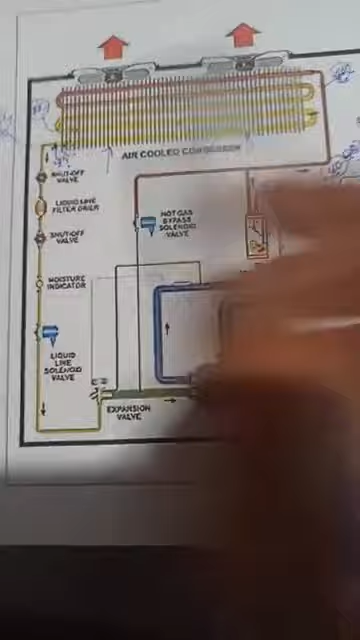 AIR COOLED CONDENSER
SHUT-OFF
VALVE
LIQUID LINE
FILTER DRIER
SHUT-OFF
VALVE
HOT GAS
BYPASS
SOLENOID
VALVE
MOISTURE
INDICATOR
LIQUID
LINE
SOLENOID
VALVE
EXPANSION
VALVE